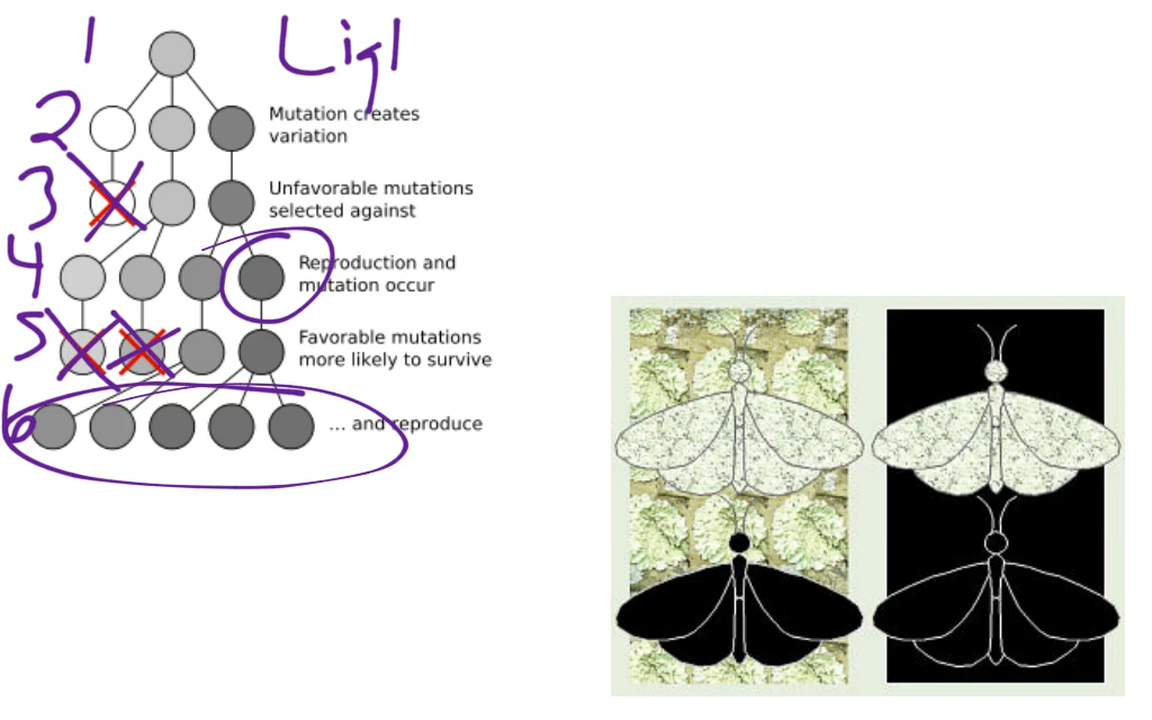 1
Ligl
2
Mutation creates
variation
3
Unfavorable mutations
selected against
4
Reproduction and
mutation occur
5
Favorable mutations
more likely to survive
6
... and reproduce